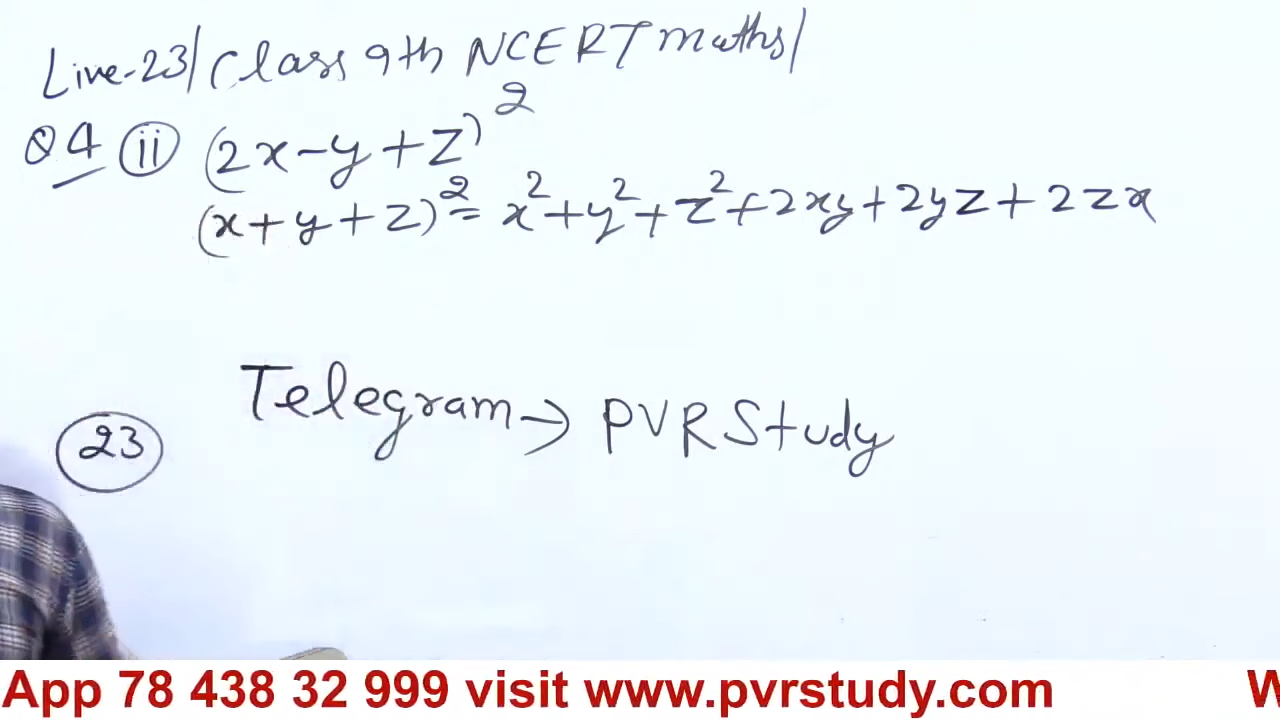 Live-23/Class 9th NCERT maths/
Q4 (ii) (2x-y+z)²
(x+y+z)² = x²+y²+z²+2xy+2yz+2zx
Telegram→ PVRStudy
23
App 78 438 32 999 visit www.pvrstudy.com W